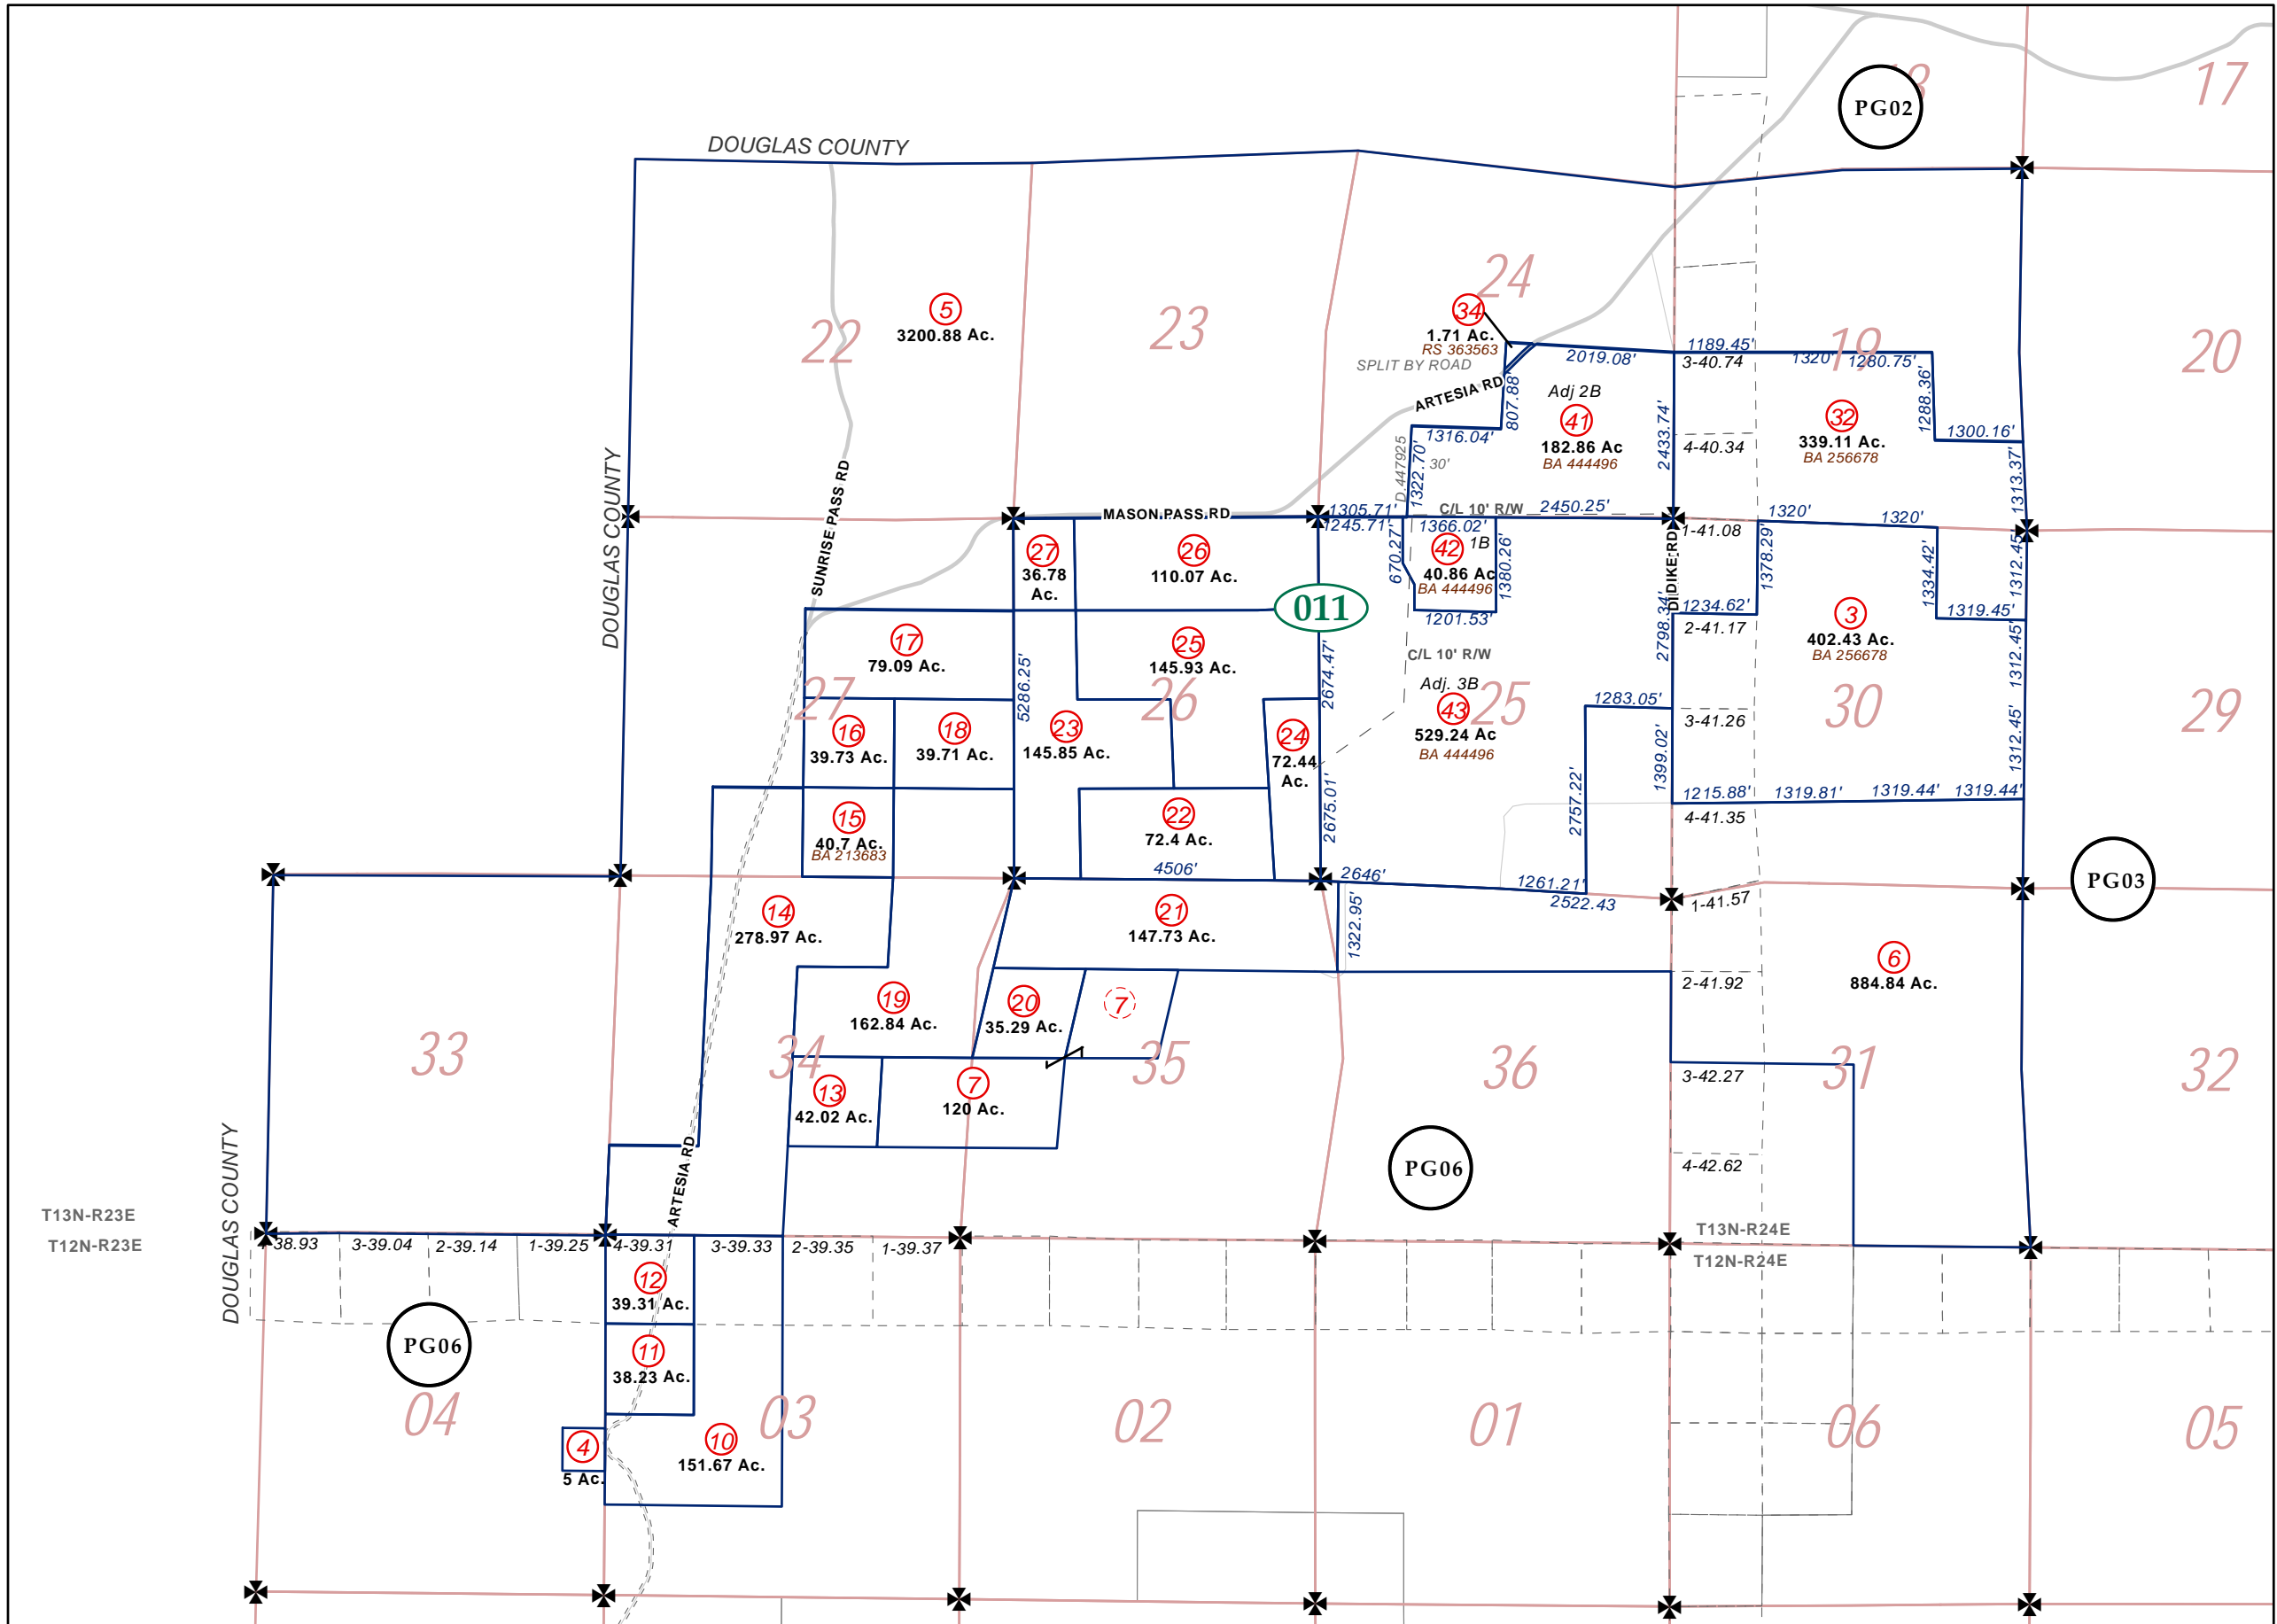 DOUGLAS COUNTY
PG02
17
5
3200.88 Ac.
22
23
24
34
1.71 Ac.
RS 363563
SPLIT BY ROAD
ARTESIA RD
2019.08'
807.88'
1189.45'
3-40.74
1320'
1280.75'
19
20
Adj 2B
41
182.86 Ac
BA 444496
2433.74'
32
339.11 Ac.
BA 256678
1288.36'
1300.16'
1313.37'
4-40.34
1316.04'
1322.70'
30'
D.447925
DOUGLAS COUNTY
SUNRISE PASS RD
MASON PASS RD
1305.71'
1245.71'
C/L 10' R/W
2450.25'
1366.02'
27
36.78
Ac.
26
110.07 Ac.
670.27'
42
1B
40.86 Ac
BA 444496
1380.26'
1201.53'
DIDIKE RD
1-41.08
1378.29'
1320'
1320'
1334.42'
1312.45'
1319.45'
011
17
79.09 Ac.
5286.25'
25
145.93 Ac.
2674.47'
C/L 10' R/W
2798.34'
1234.62'
2-41.17
3
402.43 Ac.
BA 256678
1312.45'
27
26
Adj. 3B
43
25
529.24 Ac
BA 444496
1283.05'
3-41.26
30
29
16
39.73 Ac.
18
39.71 Ac.
23
145.85 Ac.
24
72.44
Ac.
1399.02'
1312.45'
15
40.7 Ac.
BA 213683
22
72.4 Ac.
2675.01'
2757.22'
1215.88'
1319.81'
1319.44'
1319.44'
4-41.35
4506'
2646'
1261.21'
2522.43
1-41.57
PG03
14
278.97 Ac.
21
147.73 Ac.
1322.95'
6
884.84 Ac.
19
162.84 Ac.
20
35.29 Ac.
7
2-41.92
33
34
35
36
31
32
13
42.02 Ac.
7
120 Ac.
3-42.27
DOUGLAS COUNTY
ARTESIA RD
PG06
4-42.62
T13N-R23E
T12N-R23E
T13N-R24E
T12N-R24E
38.93
3-39.04
2-39.14
1-39.25
4-39.31
3-39.33
2-39.35
1-39.37
12
39.31 Ac.
PG06
11
38.23 Ac.
04
03
02
01
06
05
4
5 Ac.
10
151.67 Ac.